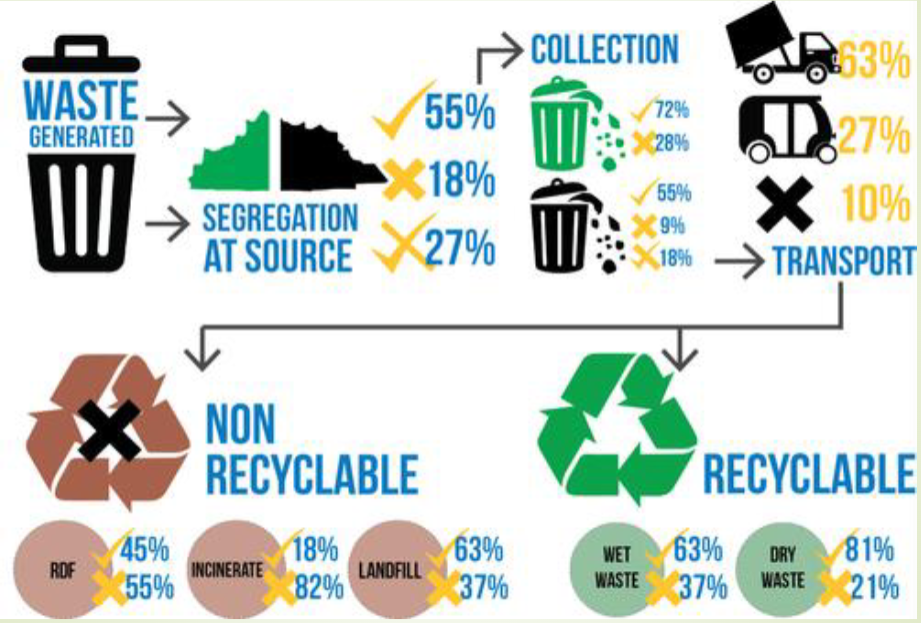 WASTE
GENERATED
SEGREGATION
AT SOURCE
55%
18%
27%
COLLECTION
72%
28%
55%
9%
18%
63%
27%
10%
TRANSPORT
NON
RECYCLABLE
RDF
45%
55%
INCINERATE
18%
82%
LANDFILL
63%
37%
RECYCLABLE
WET
WASTE
63%
37%
DRY
WASTE
81%
21%